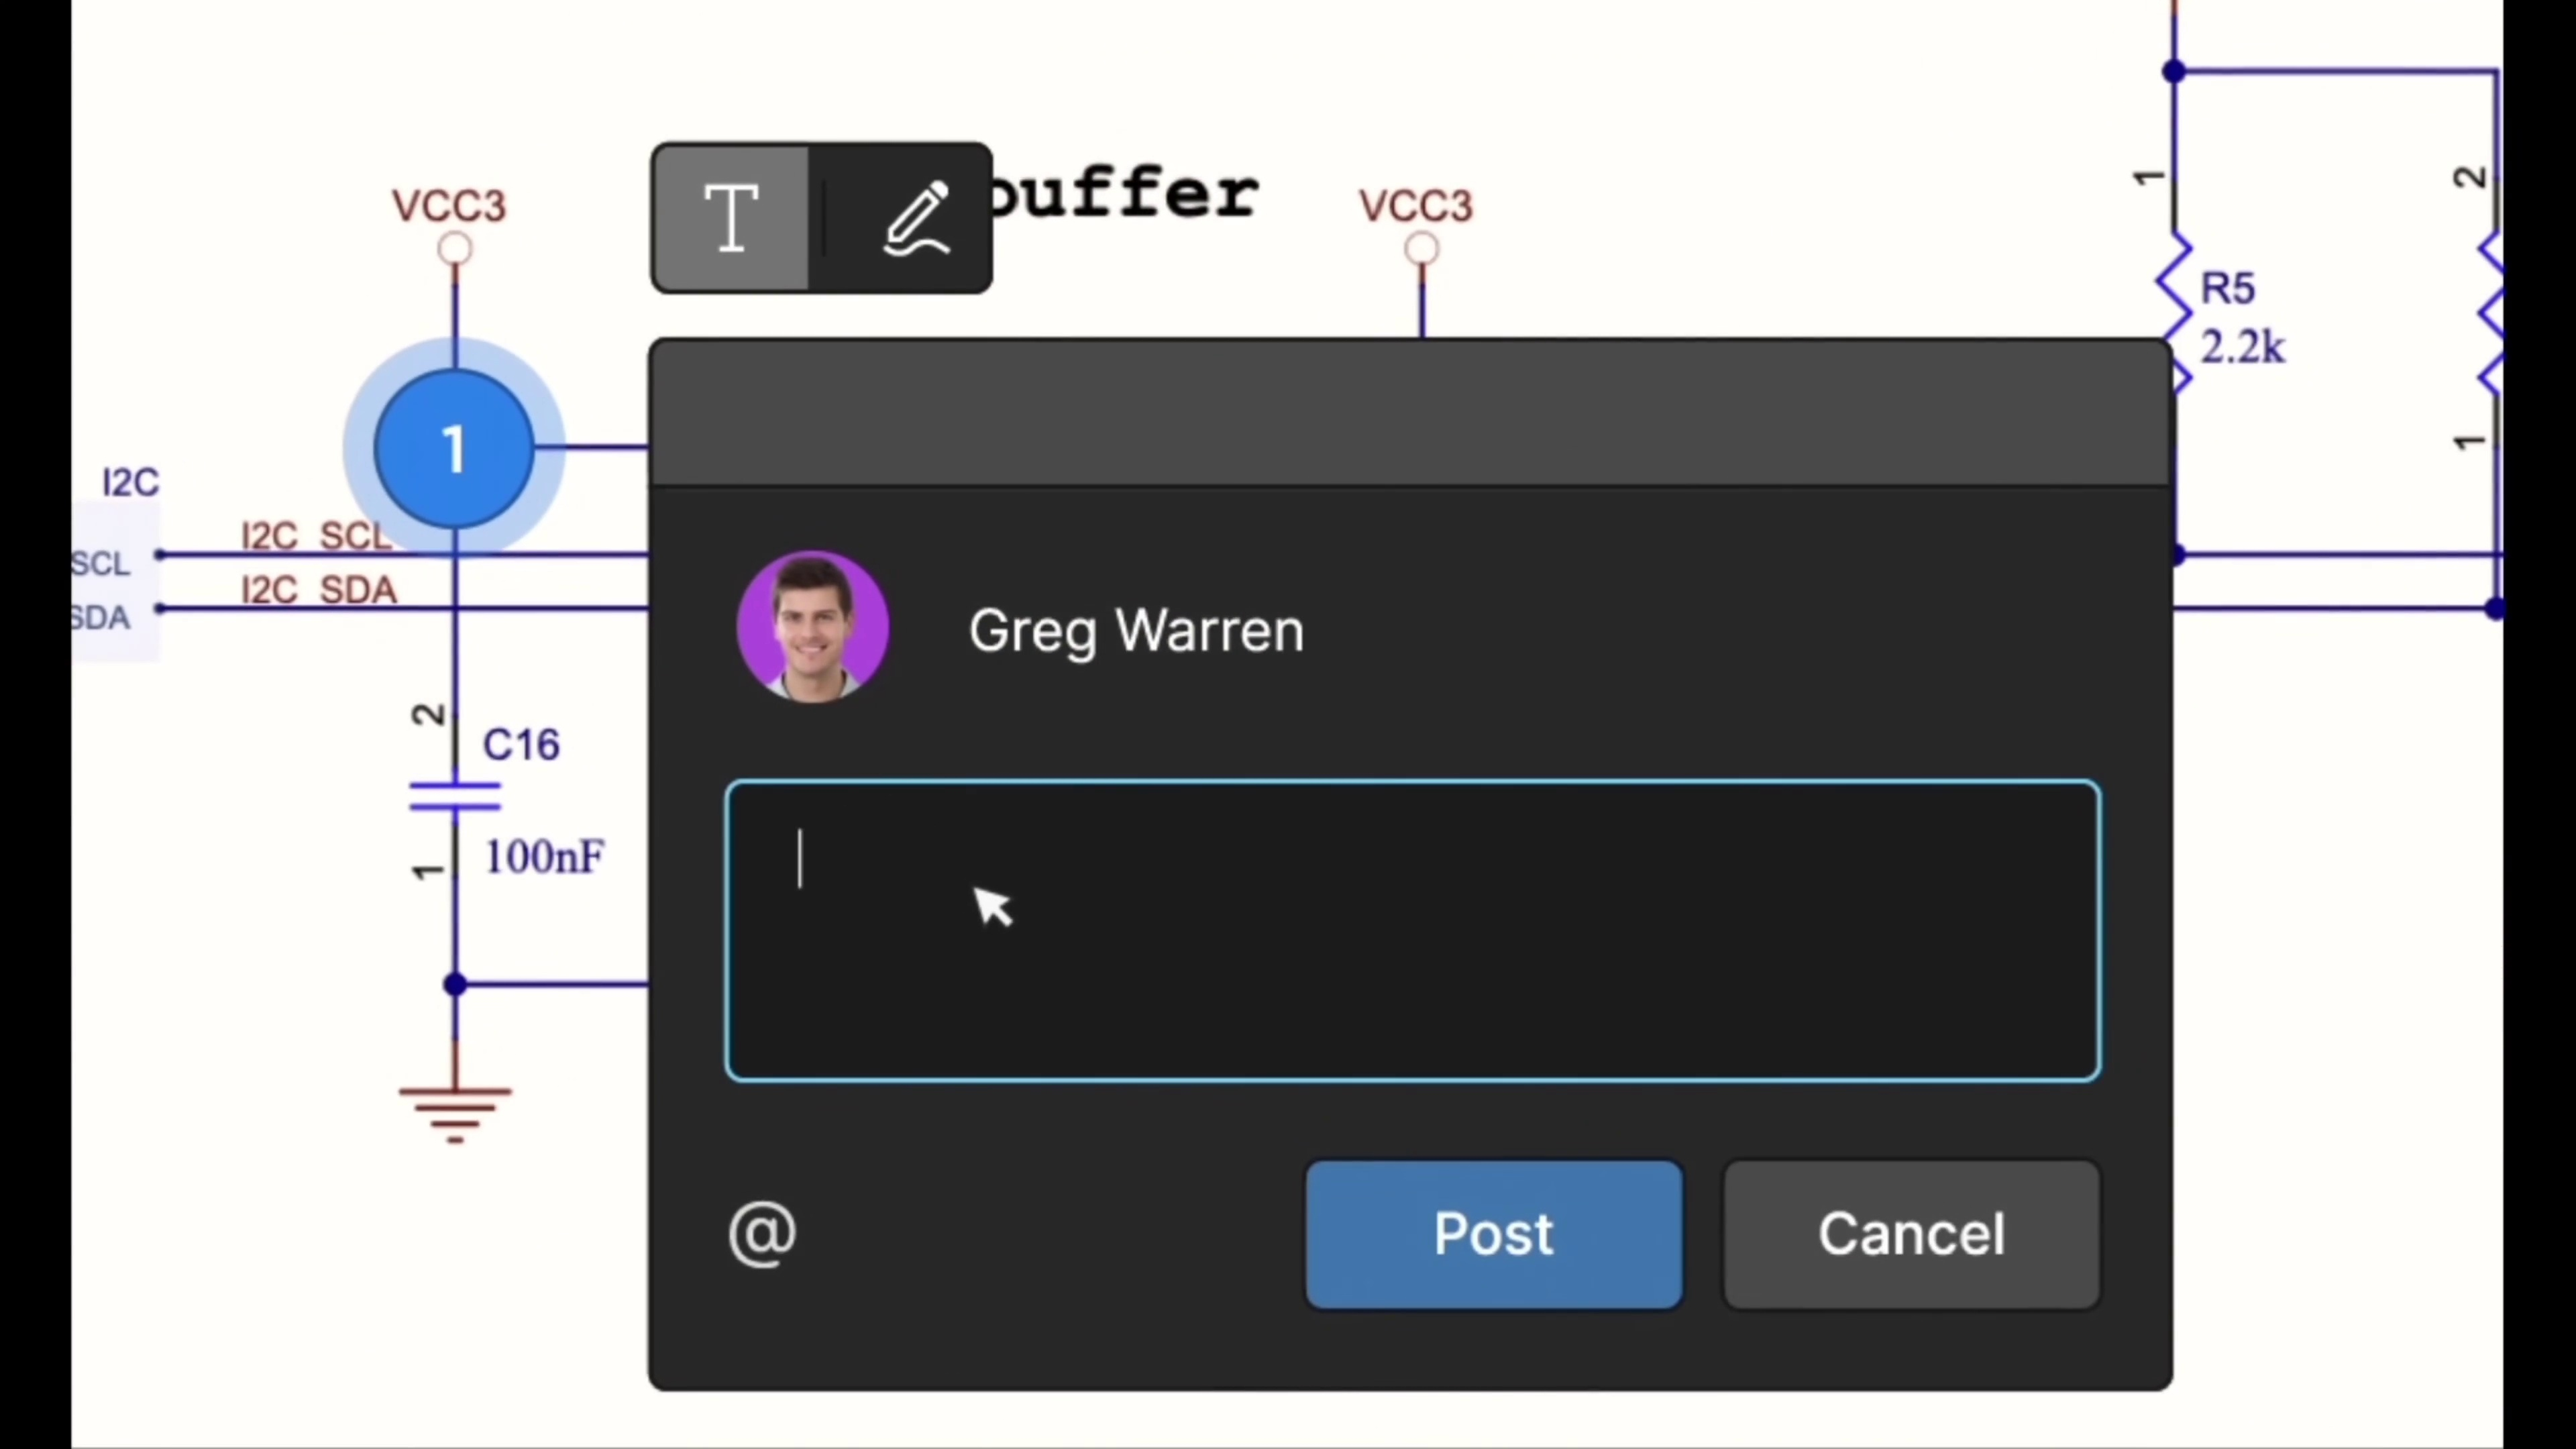 buffer
VCC3
VCC3
1
2
R5
2.2k
1
1
I2C
I2C SCL
SCL
I2C SDA
SDA
Greg Warren
2
C16
100nF
1
@
Post
Cancel